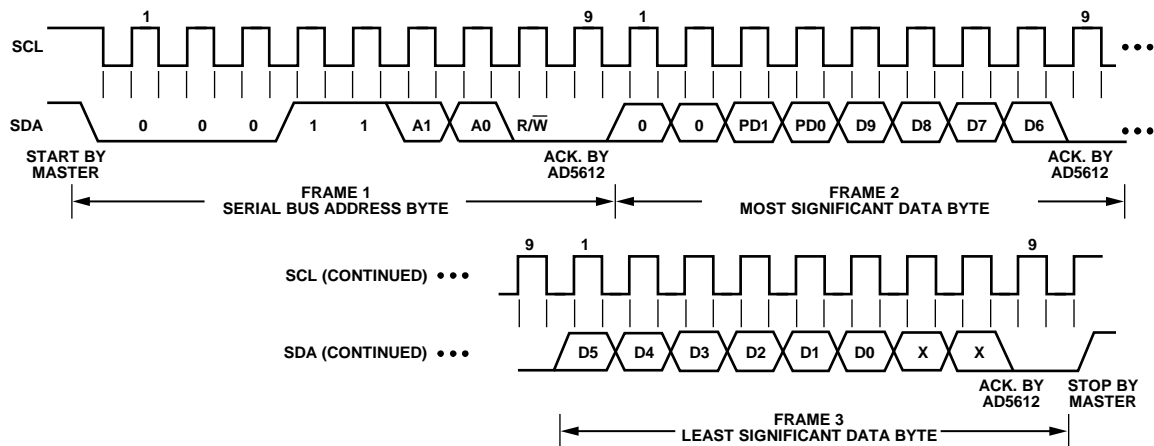 1 9 1 9
SCL
SDA 0 0 0 1 1 A1 A0 R/W̅ 0 0 PD1 PD0 D9 D8 D7 D6
START BY
MASTER
ACK. BY
AD5612
ACK. BY
AD5612
FRAME 1
SERIAL BUS ADDRESS BYTE
FRAME 2
MOST SIGNIFICANT DATA BYTE
9 1 9
SCL (CONTINUED)
SDA (CONTINUED) D5 D4 D3 D2 D1 D0 X X
ACK. BY
AD5612
STOP BY
MASTER
FRAME 3
LEAST SIGNIFICANT DATA BYTE